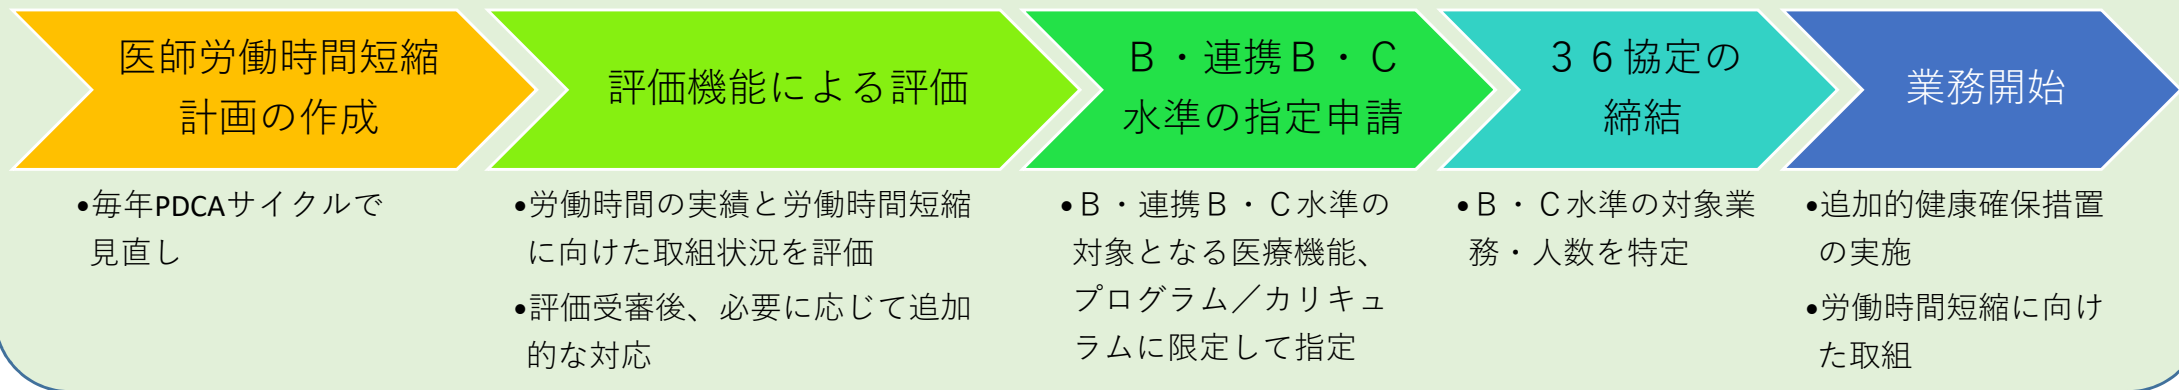 医師労働時間短縮
計画の作成
•毎年PDCAサイクルで
見直し
評価機能による評価
•労働時間の実績と労働時間短縮
に向けた取組状況を評価
•評価受審後、必要に応じて追加
的な対応
Ｂ・連携Ｂ・Ｃ
水準の指定申請
•Ｂ・連携Ｂ・Ｃ水準の
対象となる医療機能、
プログラム／カリキュ
ラムに限定して指定
３６協定の
締結
•Ｂ・Ｃ水準の対象業
務・人数を特定
業務開始
•追加的健康確保措置
の実施
•労働時間短縮に向け
た取組